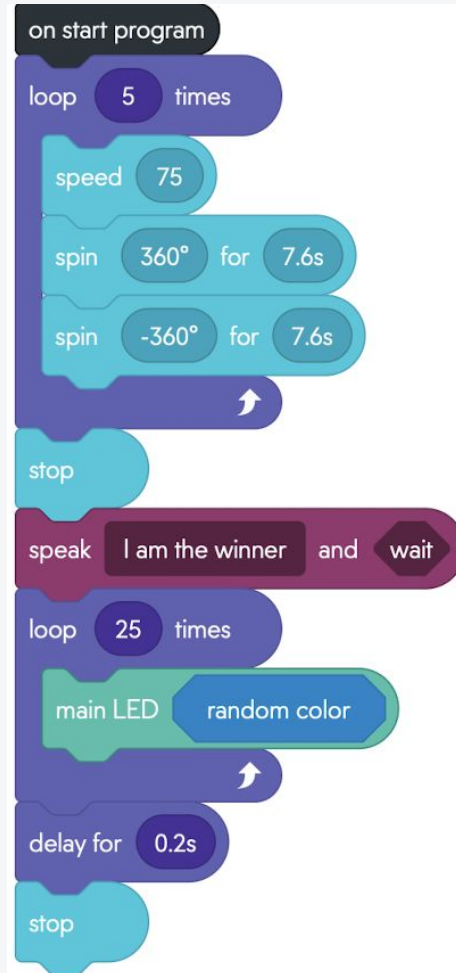 on start program
loop 5 times
speed 75
spin 360° for 7.6s
spin -360° for 7.6s
stop
speak I am the winner and wait
loop 25 times
main LED random color
delay for 0.2s
stop